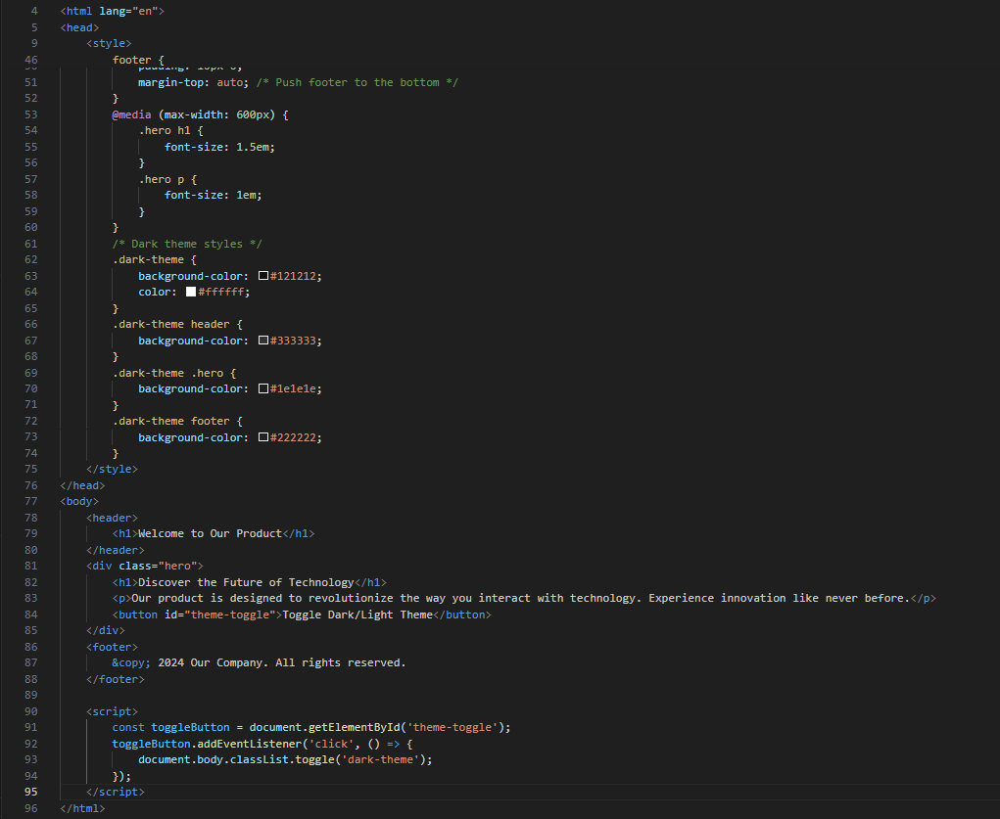 4 <html lang="en">
5 <head>
9 <style>
46 footer {
51 margin-top: auto; /* Push footer to the bottom */
52 }
53 @media (max-width: 600px) {
54 .hero h1 {
55 font-size: 1.5em;
56 }
57 .hero p {
58 font-size: 1em;
59 }
60 }
61 /* Dark theme styles */
62 .dark-theme {
63 background-color: #121212;
64 color: #ffffff;
65 }
66 .dark-theme header {
67 background-color: #333333;
68 }
69 .dark-theme .hero {
70 background-color: #1e1e1e;
71 }
72 .dark-theme footer {
73 background-color: #222222;
74 }
75 </style>
76 </head>
77 <body>
78 <header>
79 <h1>Welcome to Our Product</h1>
80 </header>
81 <div class="hero">
82 <h1>Discover the Future of Technology</h1>
83 <p>Our product is designed to revolutionize the way you interact with technology. Experience innovation like never before.</p>
84 <button id="theme-toggle">Toggle Dark/Light Theme</button>
85 </div>
86 <footer>
87 &copy; 2024 Our Company. All rights reserved.
88 </footer>
89
90 <script>
91 const toggleButton = document.getElementById('theme-toggle');
92 toggleButton.addEventListener('click', () => {
93 document.body.classList.toggle('dark-theme');
94 });
95 </script>
96 </html>